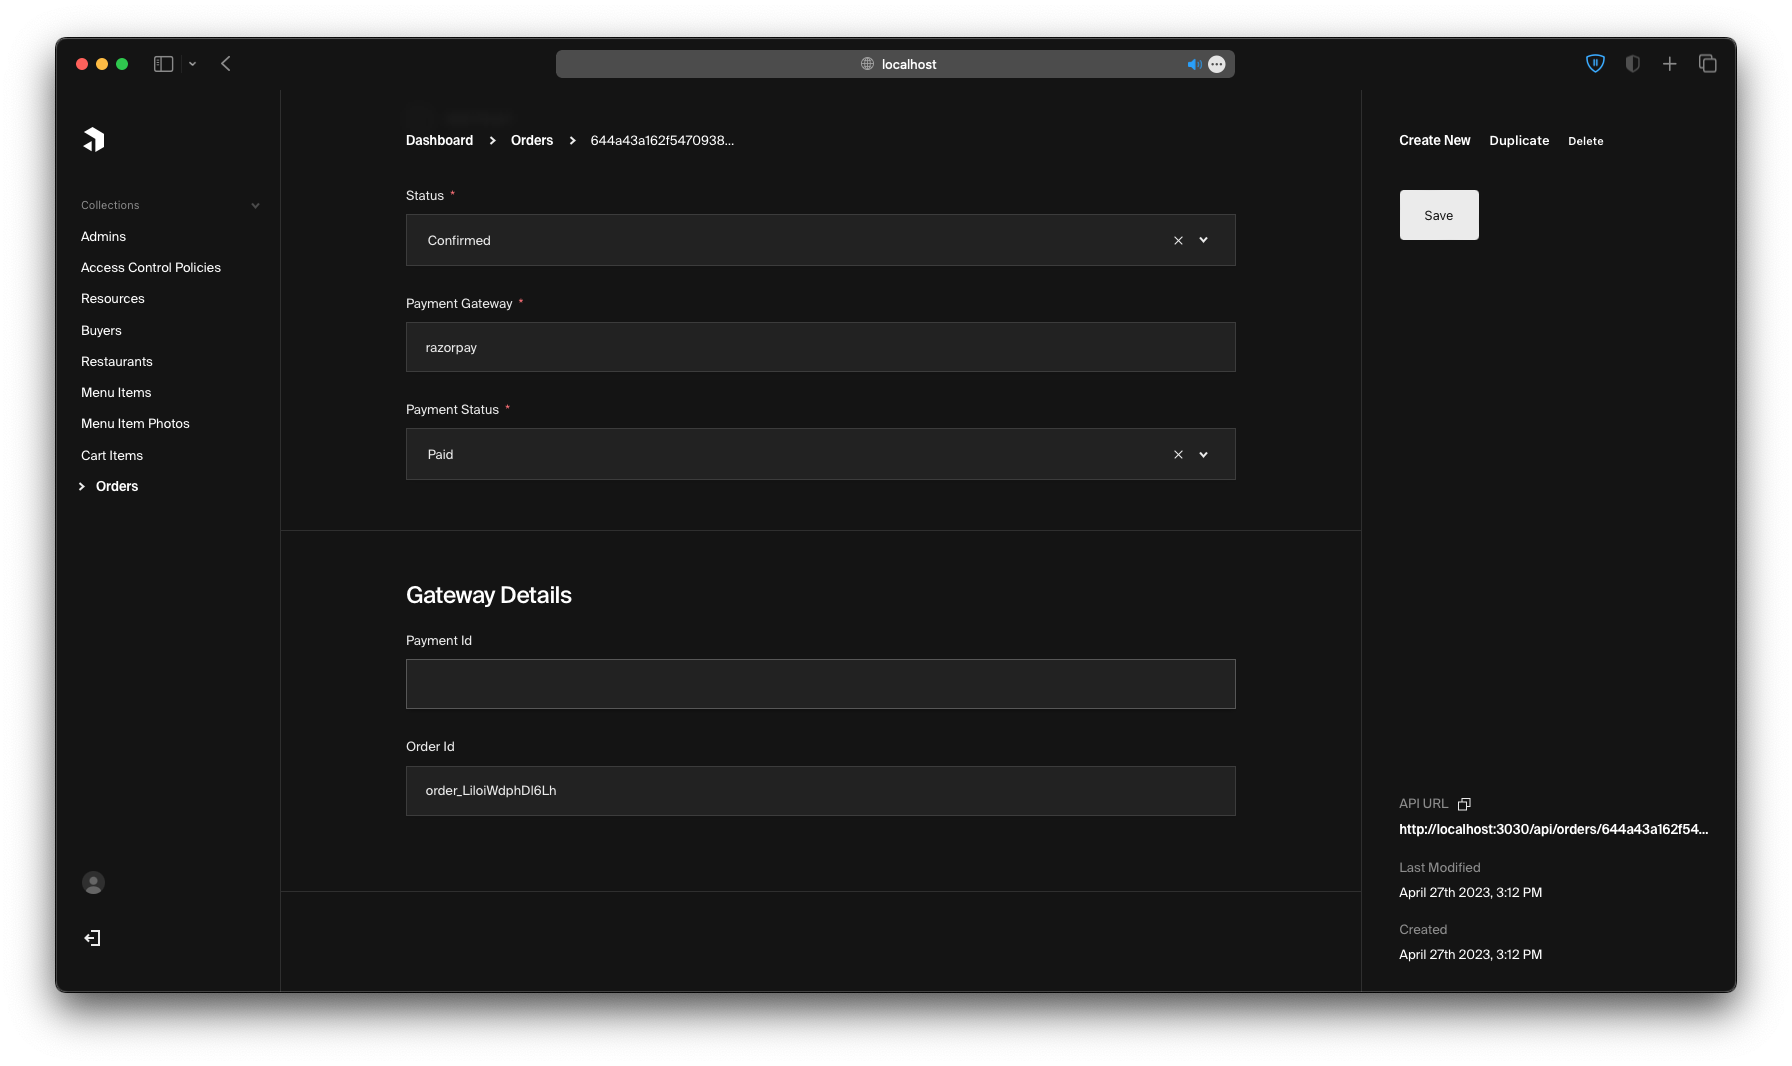 localhost
Dashboard > Orders > 644a43a162f5470938...
Create New Duplicate Delete
Save
Collections
Admins
Access Control Policies
Resources
Buyers
Restaurants
Menu Items
Menu Item Photos
Cart Items
Orders
Status *
Confirmed
Payment Gateway *
razorpay
Payment Status *
Paid
Gateway Details
Payment Id
Order Id
order_LiloiWdphDl6Lh
API URL
http://localhost:3030/api/orders/644a43a162f54...
Last Modified
April 27th 2023, 3:12 PM
Created
April 27th 2023, 3:12 PM